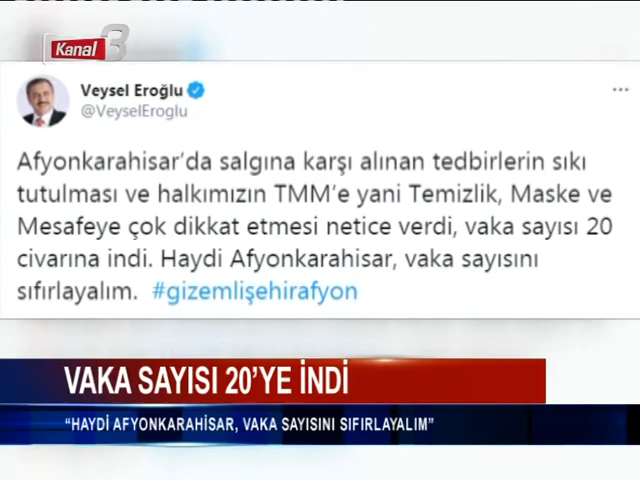 Kanal 3
Veysel Eroğlu
@VeyselEroglu
Afyonkarahisar’da salgına karşı alınan tedbirlerin sıkı
tutulması ve halkımızın TMM’e yani Temizlik, Maske ve
Mesafeye çok dikkat etmesi netice verdi, vaka sayısı 20
civarına indi. Haydi Afyonkarahisar, vaka sayısını
sıfırlayalım. #gizemlişehirafyon
VAKA SAYISI 20’YE İNDİ
“HAYDİ AFYONKARAHİSAR, VAKA SAYISINI SIFIRLAYALIM”